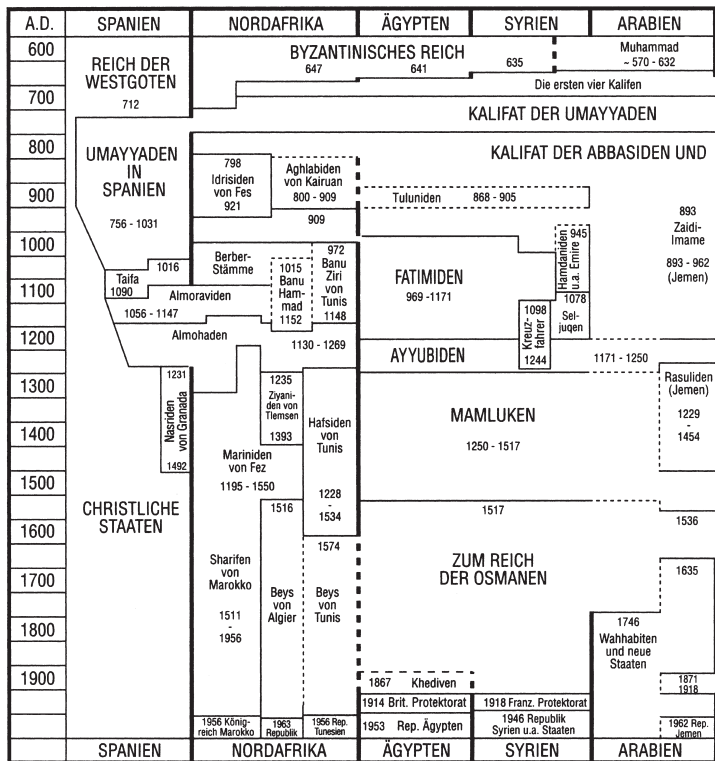 A.D. SPANIEN NORDAFRIKA ÄGYPTEN SYRIEN ARABIEN
600
700
800
900
1000
1100
1200
1300
1400
1500
1600
1700
1800
1900
REICH DER
WESTGOTEN
712
UMAYYADEN
IN
SPANIEN
756 - 1031
1016
Taifa
1090
1231
Nasriden
von Granada
1492
CHRISTLICHE
STAATEN
BYZANTINISCHES REICH
647 641 635
Muhammad
~ 570 - 632
Die ersten vier Kalifen
KALIFAT DER UMAYYADEN
KALIFAT DER ABBASIDEN UND
798
Idrisiden
von Fes
921
Aghlabiden
von Kairuan
800 - 909
909
Berber-
Stämme
972
Banu
Ziri
von
Tunis
1148
1015
Banu
Ham-
mad
1152
Almoraviden
1056 - 1147
Almohaden
1130 - 1269
1235
Ziyani-
den von
Tlemsen
1393
Hafsiden
von
Tunis
1228
-
1534
Mariniden
von Fez
1195 - 1550
1516
1574
Sharifen
von
Marokko
1511
-
1956
Beys
von
Algier
Beys
von
Tunis
1956 König-
reich Marokko
1963
Republik
1956 Rep.
Tunesien
Tuluniden 868 - 905
FATIMIDEN
969 -1171
945
Hamdaniden
u.a. Emire
1078
Sel-
juqen
1098
Kreuz-
fahrer
1244
AYYUBIDEN 1171 - 1250
MAMLUKEN
1250 - 1517
1517
ZUM REICH
DER OSMANEN
1867 Khediven
1914 Brit. Protektorat
1953 Rep. Ägypten
1918 Franz. Protektorat
1946 Republik
Syrien u.a. Staaten
893
Zaidi-
Imame
893 - 962
(Jemen)
Rasuliden
(Jemen)
1229
-
1454
1536
1635
1746
Wahhabiten
und neue
Staaten
1871
1918
1962 Rep.
Jemen
SPANIEN NORDAFRIKA ÄGYPTEN SYRIEN ARABIEN